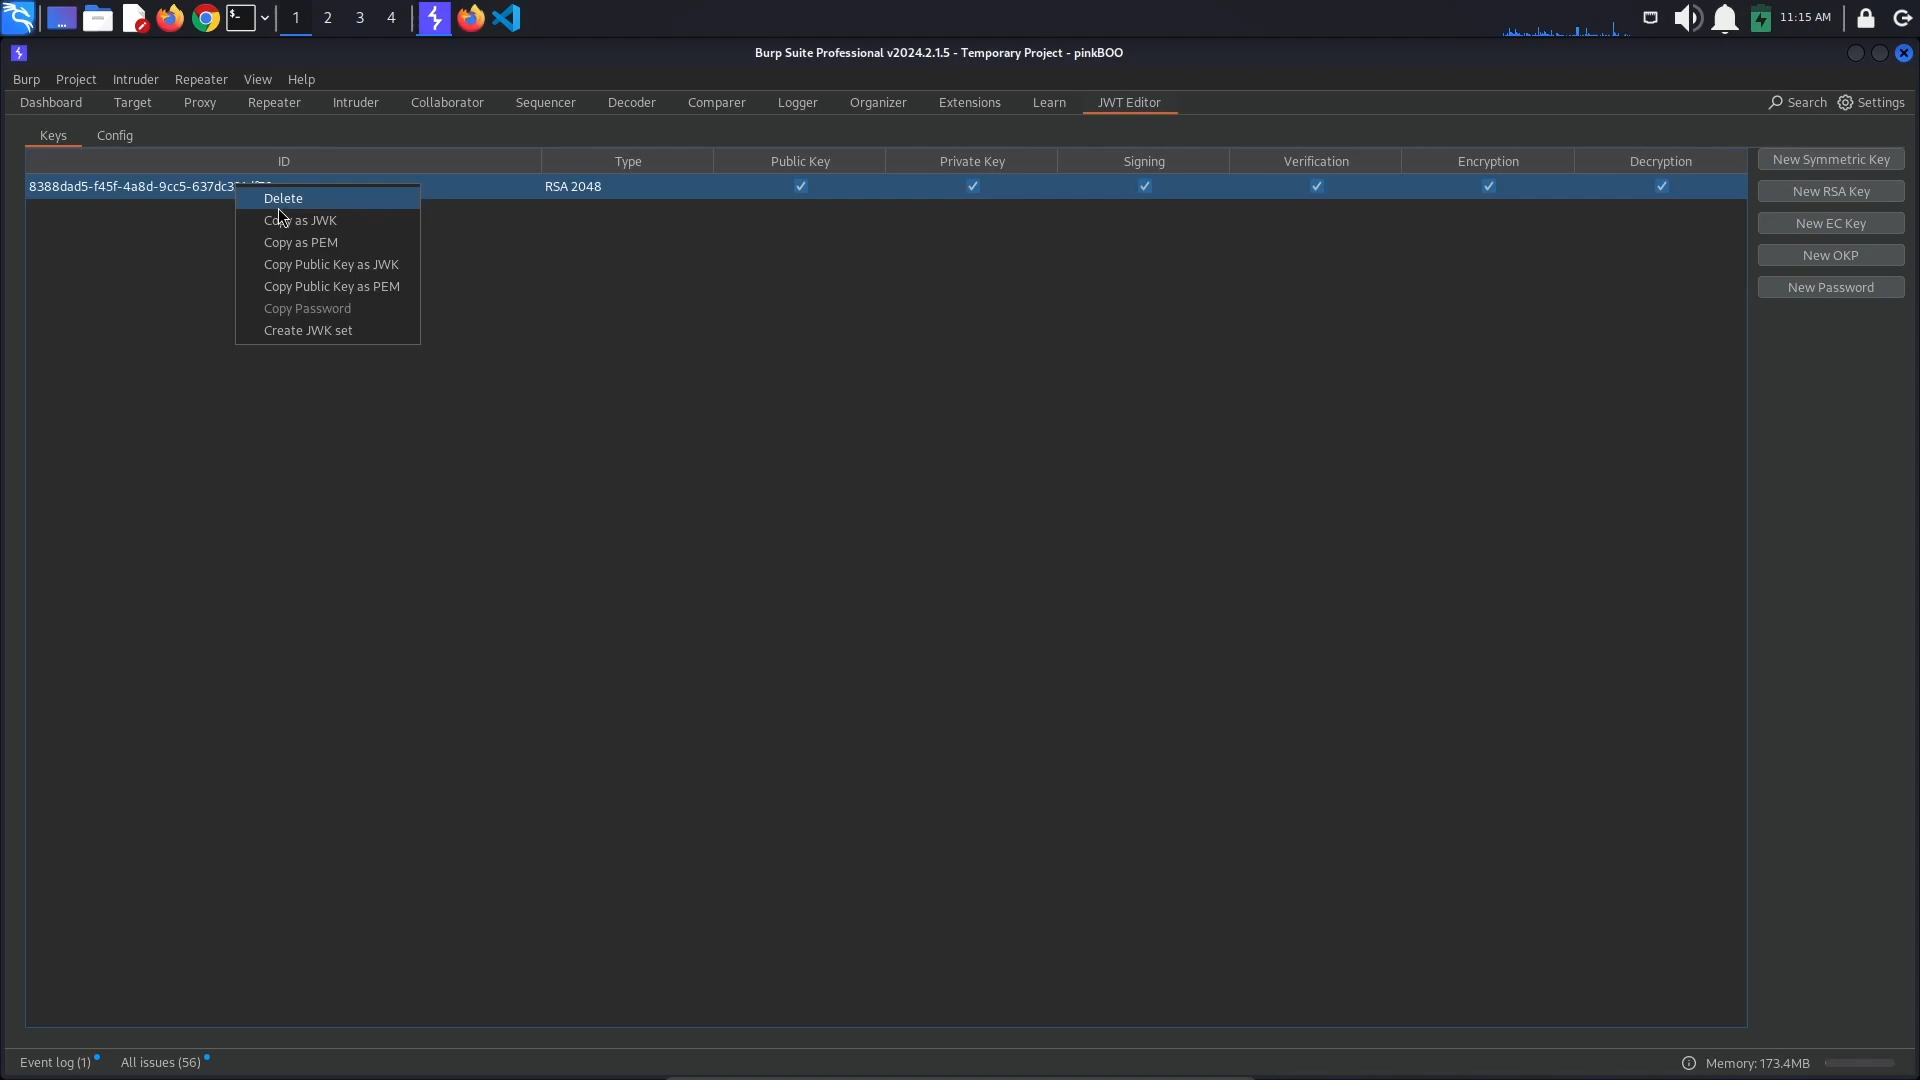 1 2 3 4 11:15 AM
Burp Suite Professional v2024.2.1.5 - Temporary Project - pinkBOO
Burp Project Intruder Repeater View Help
Dashboard Target Proxy Repeater Intruder Collaborator Sequencer Decoder Comparer Logger Organizer Extensions Learn JWT Editor Search Settings
Keys Config
ID Type Public Key Private Key Signing Verification Encryption Decryption New Symmetric Key
RSA 2048 New RSA Key
Delete
as JWK New EC Key
Copy as PEM New OKP
Copy Public Key as JWK
Copy Public Key as PEM New Password
Copy Password
Create JWK set
Event log (1) All issues (56) Memory: 173.4MB